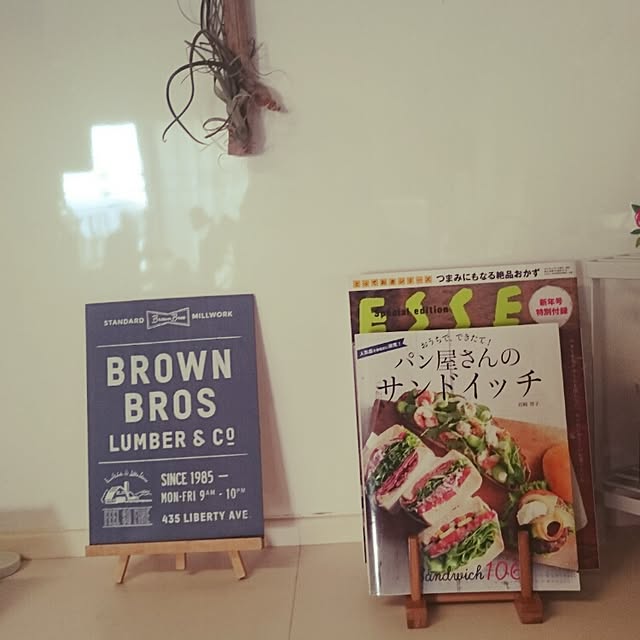 STANDARD Brown Bros MILLWORK
BROWN
BROS
LUMBER & CO
SINCE 1985 —
MON-FRI 9AM - 10PM
435 LIBERTY AVE.
つまみにもなる絶品おかず
ESSE
Special edition
新年号
特別付録
おうちで、できたて!
パン屋さんの
サンドイッチ
Sandwich 106